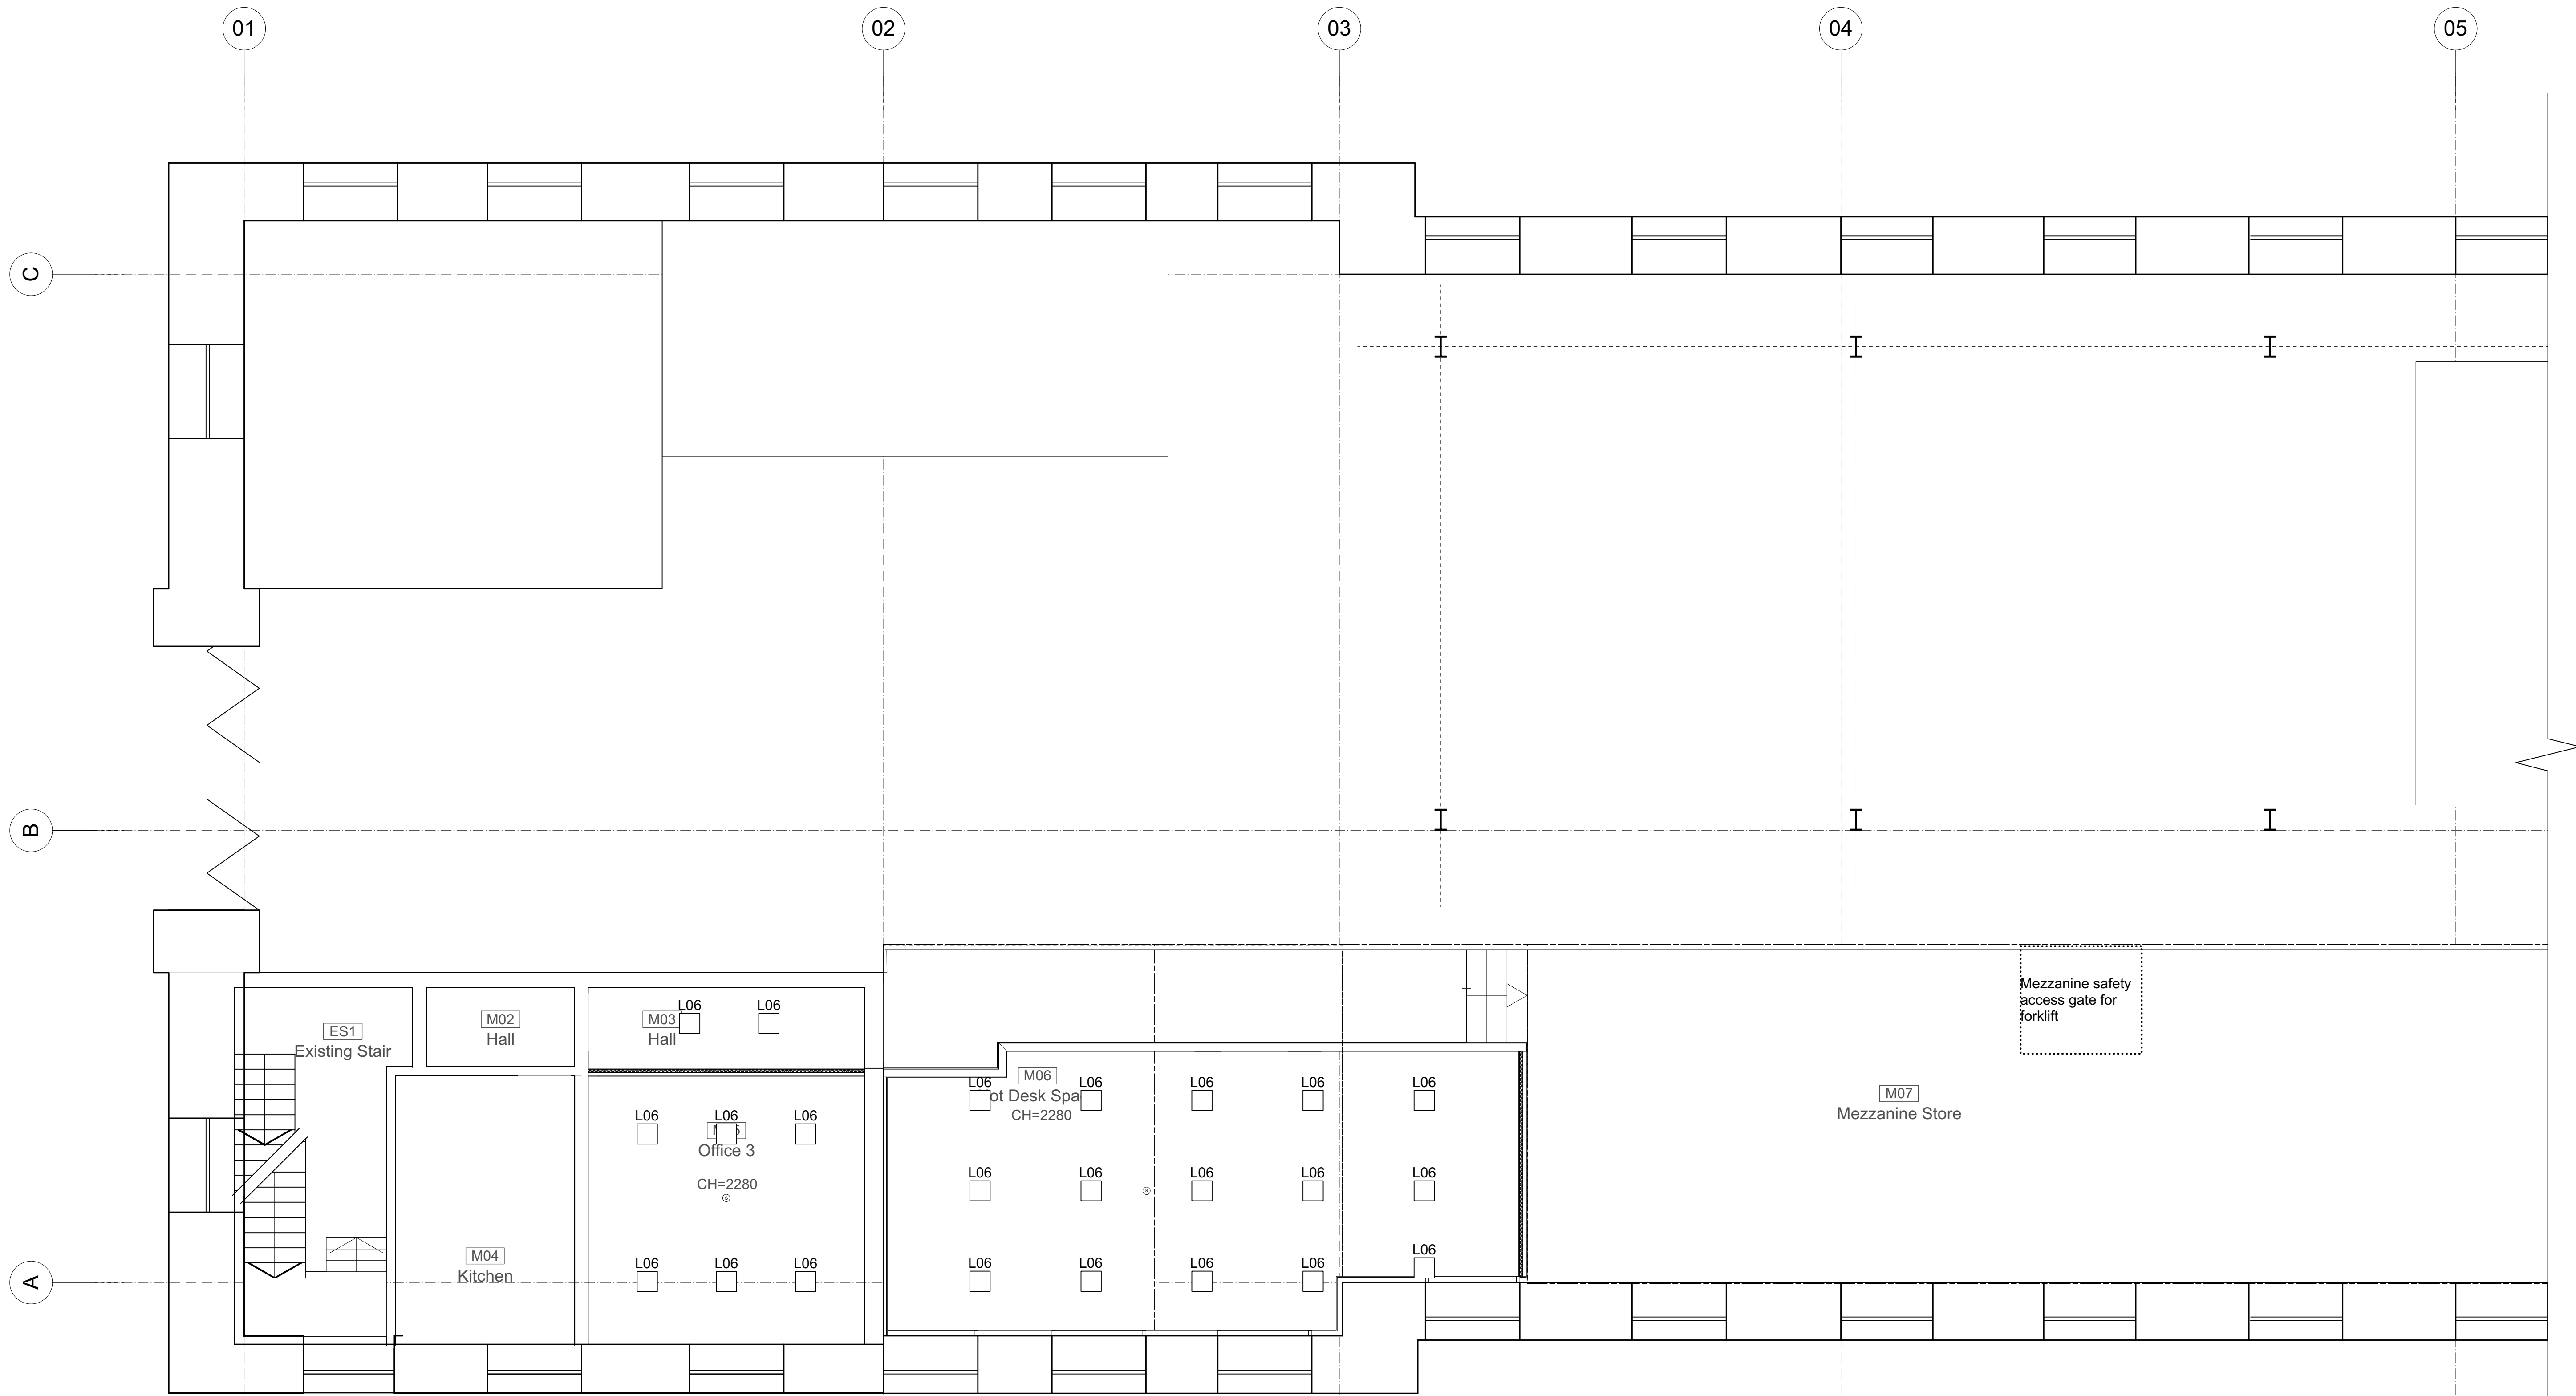 01
02
03
04
05
C
B
A
Mezzanine safety
access gate for
forklift
ES1
Existing Stair
M02
Hall
M03
Hall
L06
L06
M06
ot Desk Spa
CH=2280
L06
L06
L06
L06
L06
M07
Mezzanine Store
L06
L06
L06
Office 3
CH=2280
L06
L06
L06
L06
L06
M04
Kitchen
L06
L06
L06
L06
L06
L06
L06
L06